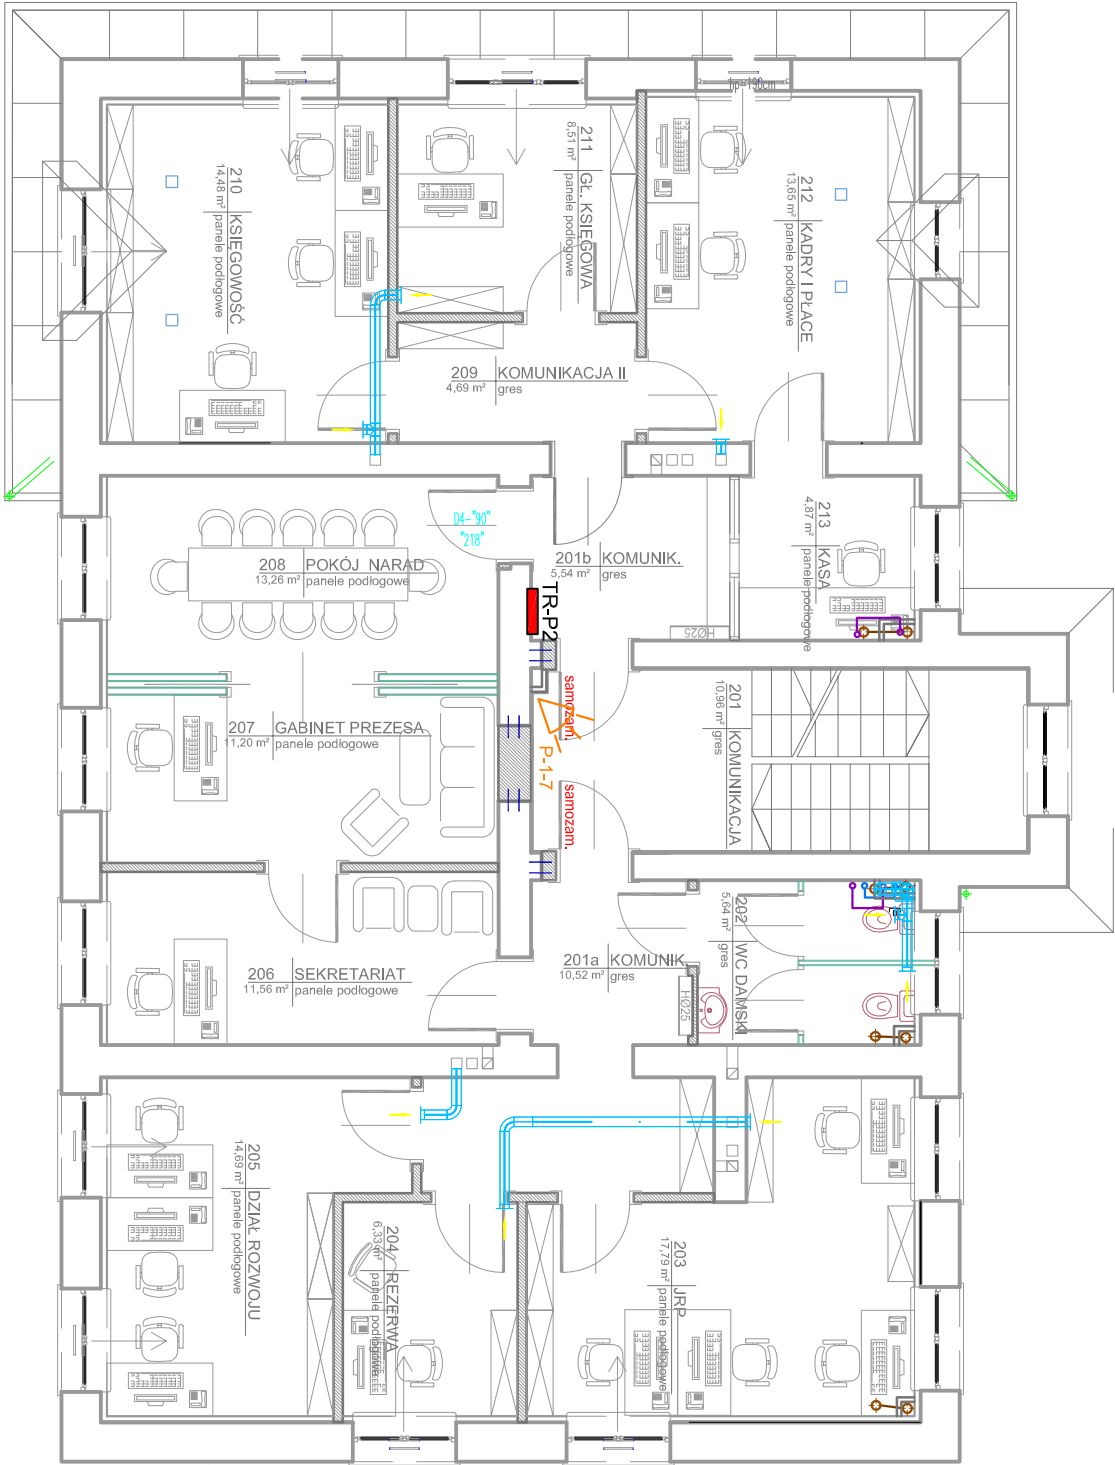 hp=190cm
210 KSIĘGOWOŚĆ
14,48 m² panele podłogowe
211 GŁ. KSIĘGOWA
8,51 m² panele podłogowe
212 KADRY I PŁACE
13,65 m² panele podłogowe
209 KOMUNIKACJA II
4,69 m² gres
D4-"90"
"218"
208 POKÓJ NARAD
13,26 m² panele podłogowe
201b KOMUNIK.
5,54 m² gres
213 KASA
4,87 m² panele podłogowe
TR-P2
HØ25
samozam.
P-1-7
samozam.
207 GABINET PREZESA
11,20 m² panele podłogowe
201 KOMUNIKACJA
10,96 m² gres
206 SEKRETARIAT
11,56 m² panele podłogowe
201a KOMUNIK.
10,52 m² gres
202 WC DAMSKI
5,64 m² gres
HØ25
205 DZIAŁ ROZWOJU
14,69 m² panele podłogowe
204 REZERWA
6,33 m² panele podłogowe
203 JRP
17,79 m² panele podłogowe